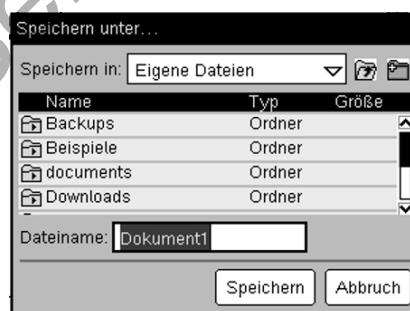 Speichern unter...
Speichern in: Eigene Dateien
Name Typ Größe
Backups Ordner
Beispiele Ordner
documents Ordner
Downloads Ordner
Dateiname: Dokument1
Speichern Abbruch